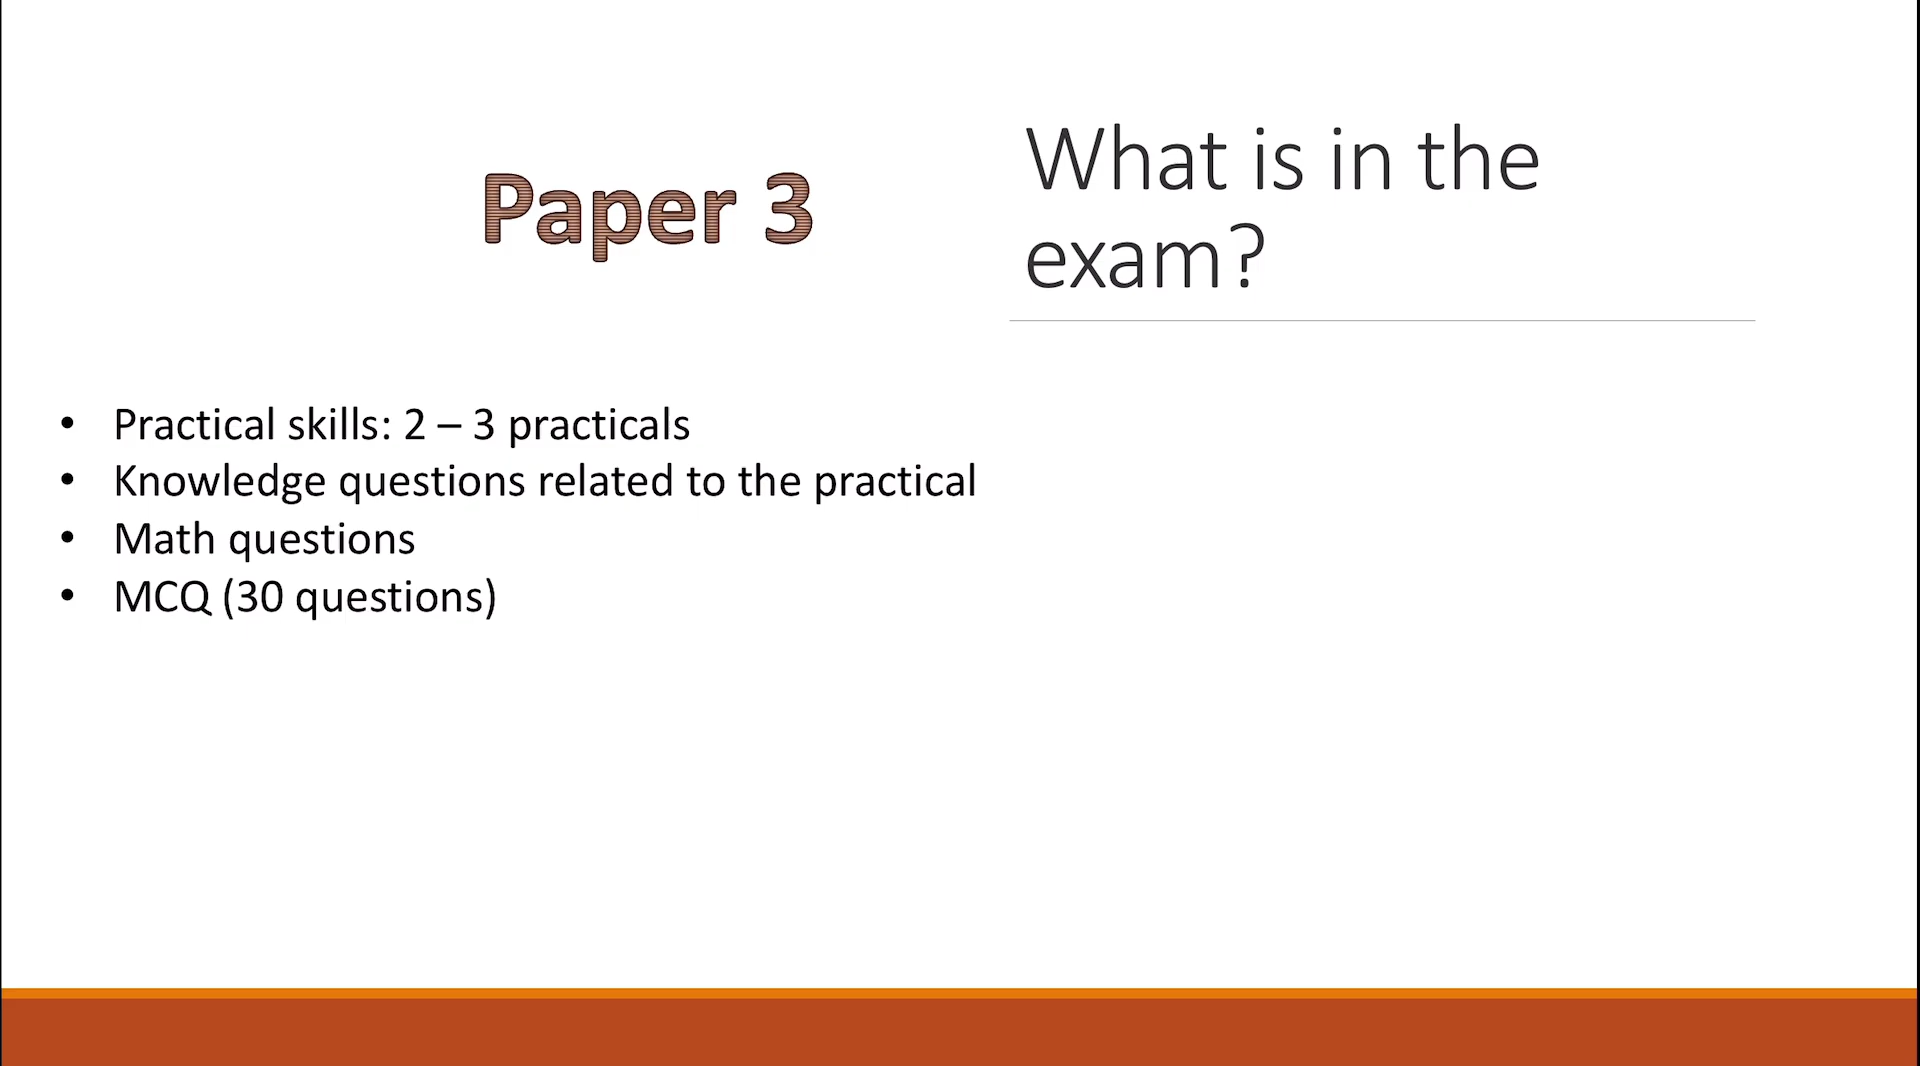 Paper 3
What is in the
exam?
• Practical skills: 2 – 3 practicals
• Knowledge questions related to the practical
• Math questions
• MCQ (30 questions)